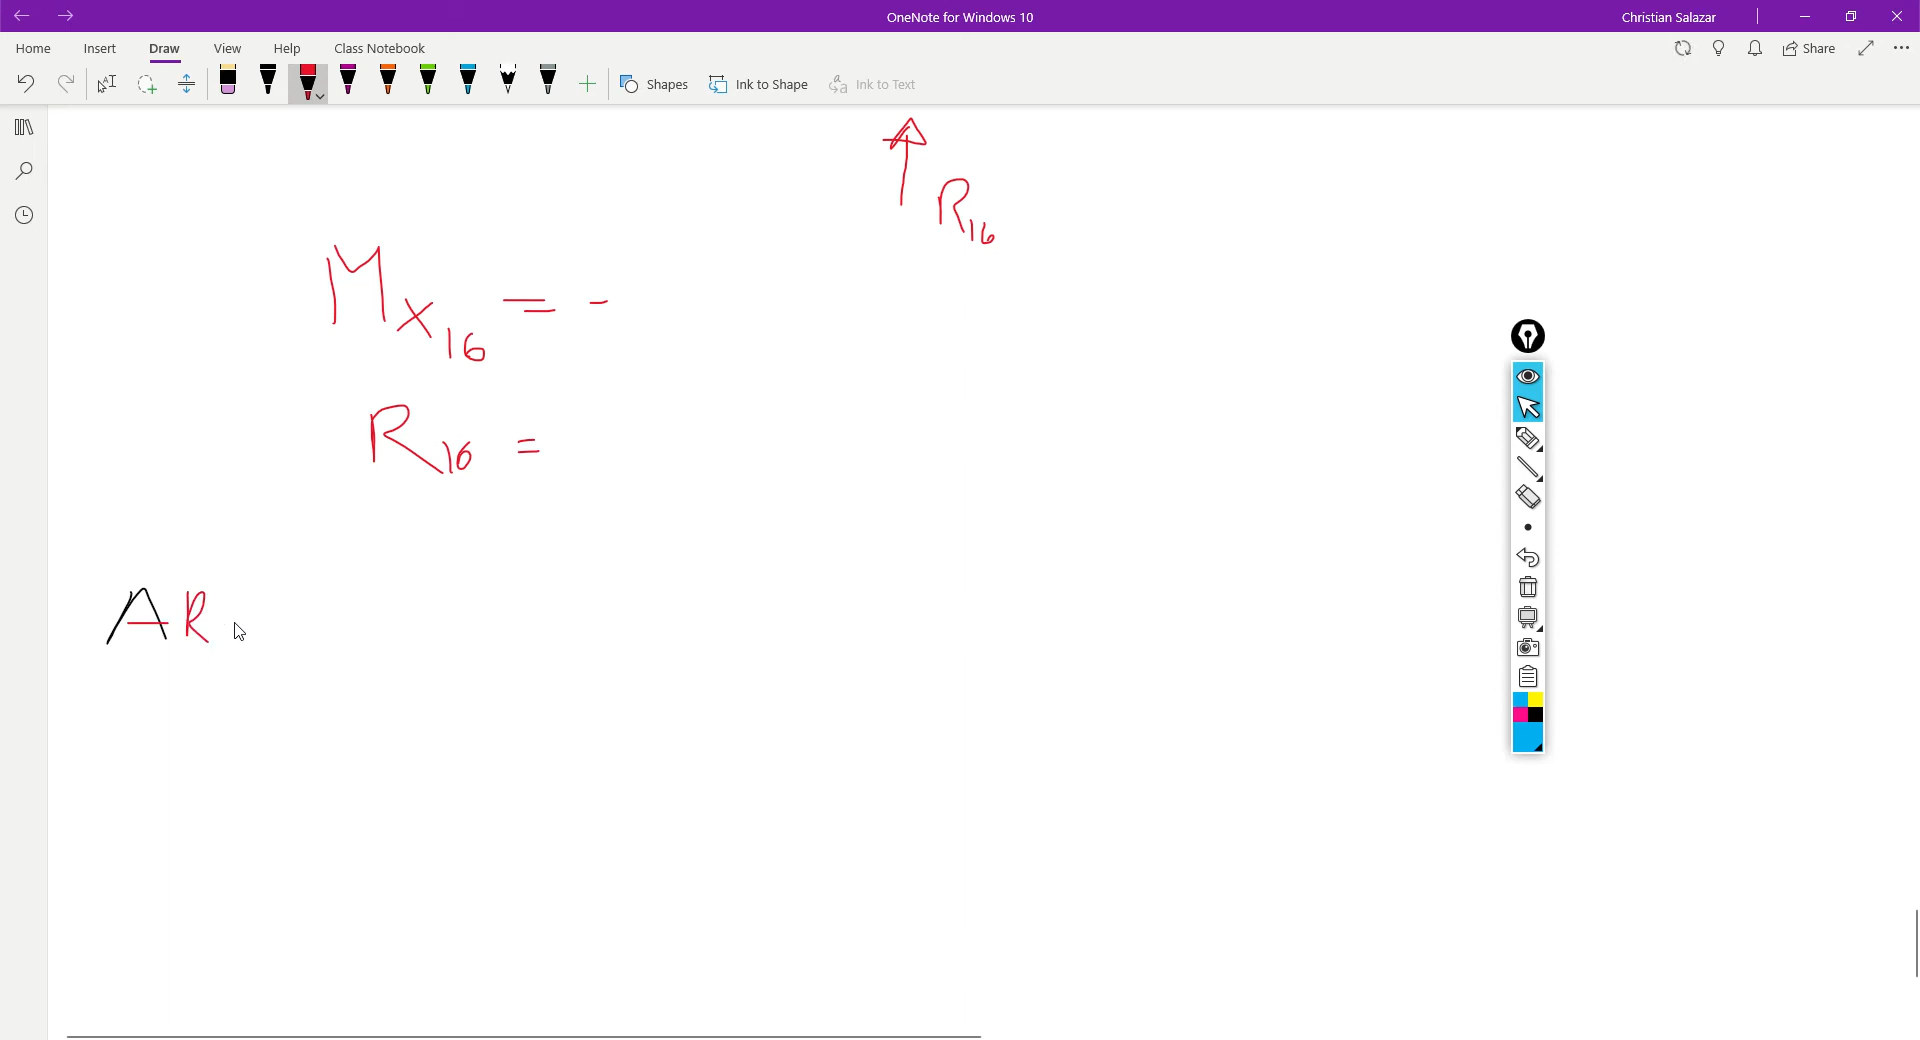 OneNote for Windows 10
Christian Salazar
Home Insert Draw View Help Class Notebook
Share
Shapes Ink to Shape Ink to Text
R16
Mx16 = -
R16 =
AR